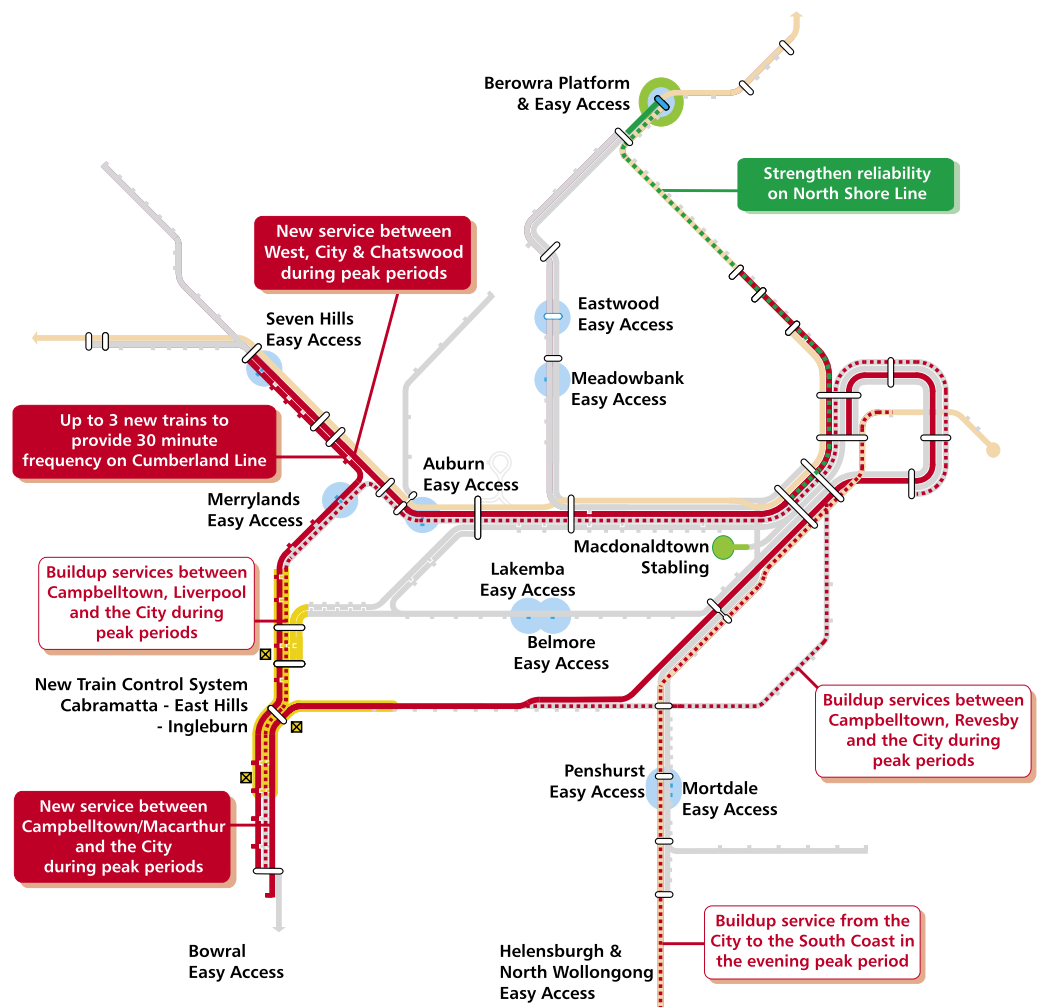 Berowra Platform
& Easy Access
Strengthen reliability
on North Shore Line
New service between
West, City & Chatswood
during peak periods
Eastwood
Easy Access
Seven Hills
Easy Access
Meadowbank
Easy Access
Up to 3 new trains to
provide 30 minute
frequency on Cumberland Line
Auburn
Easy Access
Merrylands
Easy Access
Macdonaldtown
Stabling
Buildup services between
Campbelltown, Liverpool
and the City during
peak periods
Lakemba
Easy Access
Belmore
Easy Access
New Train Control System
Cabramatta - East Hills
- Ingleburn
Buildup services between
Campbelltown, Revesby
and the City during
peak periods
Penshurst
Easy Access
Mortdale
Easy Access
New service between
Campbelltown/Macarthur
and the City
during peak periods
Buildup service from the
City to the South Coast in
the evening peak period
Bowral
Easy Access
Helensburgh &
North Wollongong
Easy Access